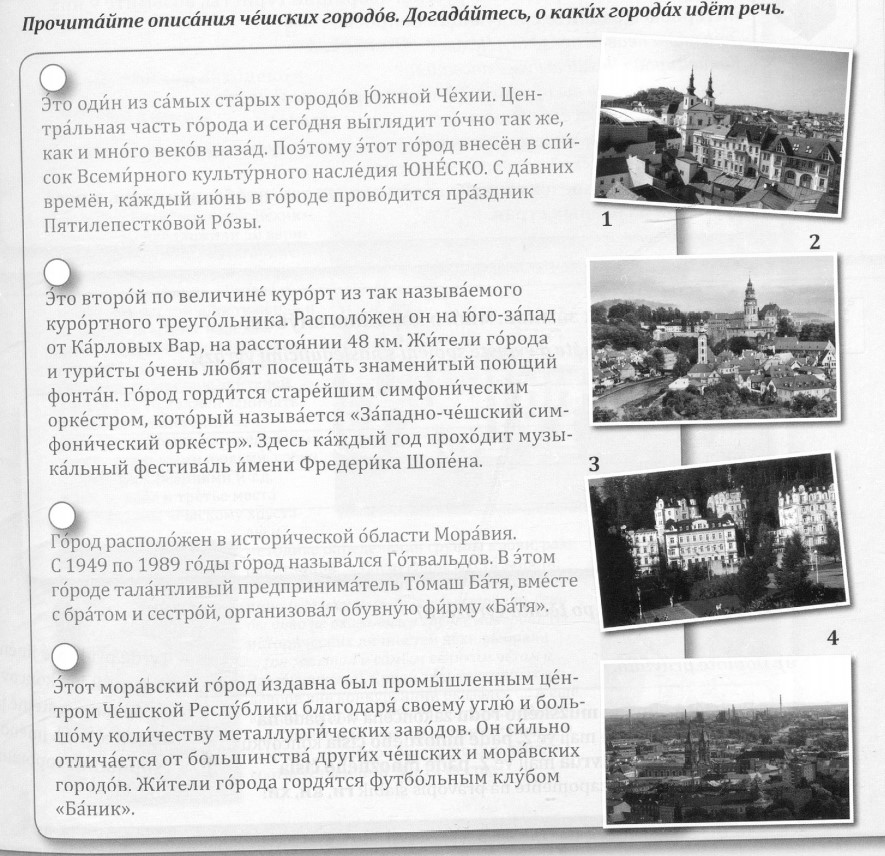 Прочита́йте описа́ния че́шских городо́в. Догада́йтесь, о каки́х города́х идёт речь.
Э́то оди́н из са́мых ста́рых городо́в Ю́жной Че́хии. Цен-
тра́льная часть го́рода и сего́дня вы́глядит то́чно так же,
как и мно́го веко́в наза́д. Поэ́тому э́тот го́род внесён в спи́-
сок Всеми́рного культу́рного насле́дия ЮНЕ́СКО. С да́вних
времён, ка́ждый ию́нь в го́роде прово́дится пра́здник
Пятилепестко́вой Ро́зы.
Э́то второ́й по величине́ куро́рт из так называ́емого
куро́ртного треуго́льника. Располо́жен он на ю́го-за́пад
от Ка́рловых Вар, на расстоя́нии 48 км. Жи́тели го́рода
и тури́сты о́чень лю́бят посеща́ть знамени́тый пою́щий
фонта́н. Го́род горди́тся старе́йшим симфони́ческим
орке́стром, кото́рый называ́ется «За́падно-че́шский сим-
фони́ческий орке́стр». Здесь ка́ждый год прохо́дит музы-
ка́льный фестива́ль и́мени Фредери́ка Шопе́на.
Го́род располо́жен в истори́ческой о́бласти Мора́вия.
С 1949 по 1989 го́ды го́род называ́лся Го́твальдов. В э́том
го́роде тала́нтливый предпринима́тель То́маш Ба́тя, вме́сте
с бра́том и сестро́й, организова́л обувну́ю фи́рму «Ба́тя».
Э́тот мора́вский го́род и́здавна был промы́шленным це́н-
тром Че́шской Респу́блики благодаря́ своему́ углю́ и боль-
шо́му коли́честву металлурги́ческих заво́дов. Он си́льно
отлича́ется от большинства́ други́х че́шских и мора́вских
городо́в. Жи́тели го́рода гордя́тся футбо́льным клу́бом
«Ба́ник».
1
2
3
4